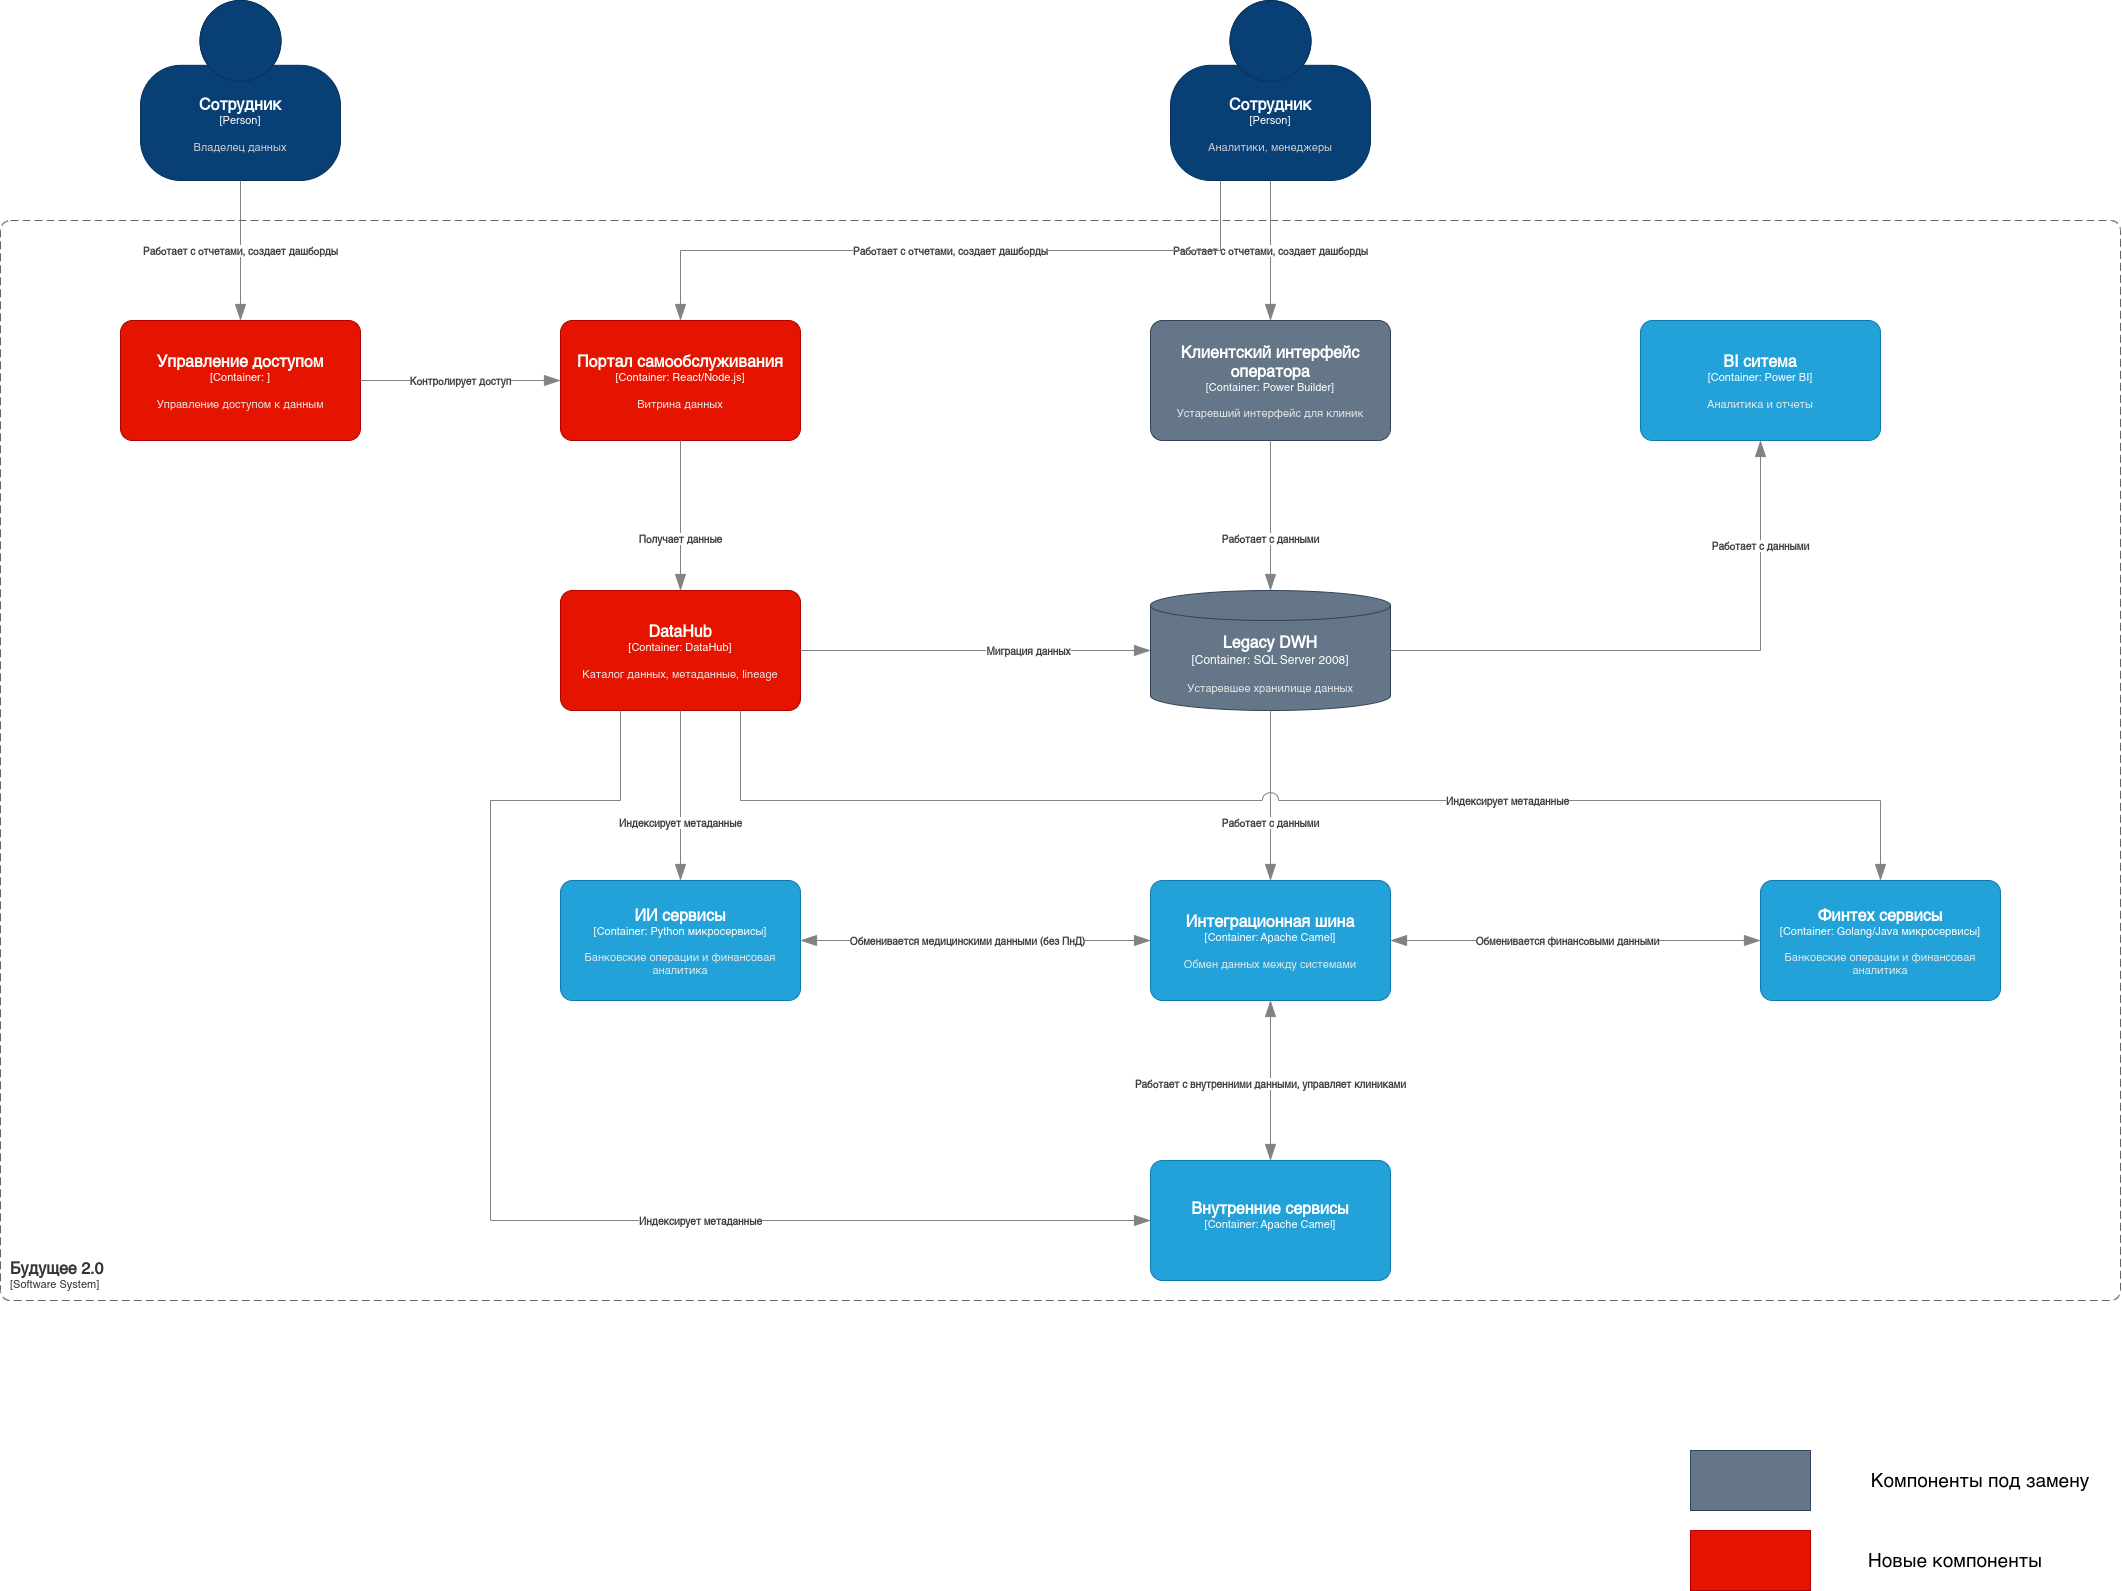 Сотрудник
[Person]
Владелец данных
Сотрудник
[Person]
Аналитики, менеджеры
Работает с отчетами, создает дашборды
Работает с отчетами, создает дашборды
Работает с отчетами, создает дашборды
Управление доступом
[Container: ]
Управление доступом к данным
Контролирует доступ
Портал самообслуживания
[Container: React/Node.js]
Витрина данных
Клиентский интерфейс
оператора
[Container: Power Builder]
Устаревший интерфейс для клиник
BI ситема
[Container: Power BI]
Аналитика и отчеты
Получает данные
Работает с данными
Работает с данными
DataHub
[Container: DataHub]
Каталог данных, метаданные, lineage
Миграция данных
Legacy DWH
[Container: SQL Server 2008]
Устаревшее хранилище данных
Индексирует метаданные
Индексирует метаданные
Работает с данными
ИИ сервисы
[Container: Python микросервисы]
Банковские операции и финансовая
аналитика
Обменивается медицинскими данными (без ПнД)
Интеграционная шина
[Container: Apache Camel]
Обмен данных между системами
Обменивается финансовыми данными
Финтех сервисы
[Container: Golang/Java микросервисы]
Банковские операции и финансовая
аналитика
Работает с внутренними данными, управляет клиниками
Индексирует метаданные
Внутренние сервисы
[Container: Apache Camel]
Будущее 2.0
[Software System]
Компоненты под замену
Новые компоненты